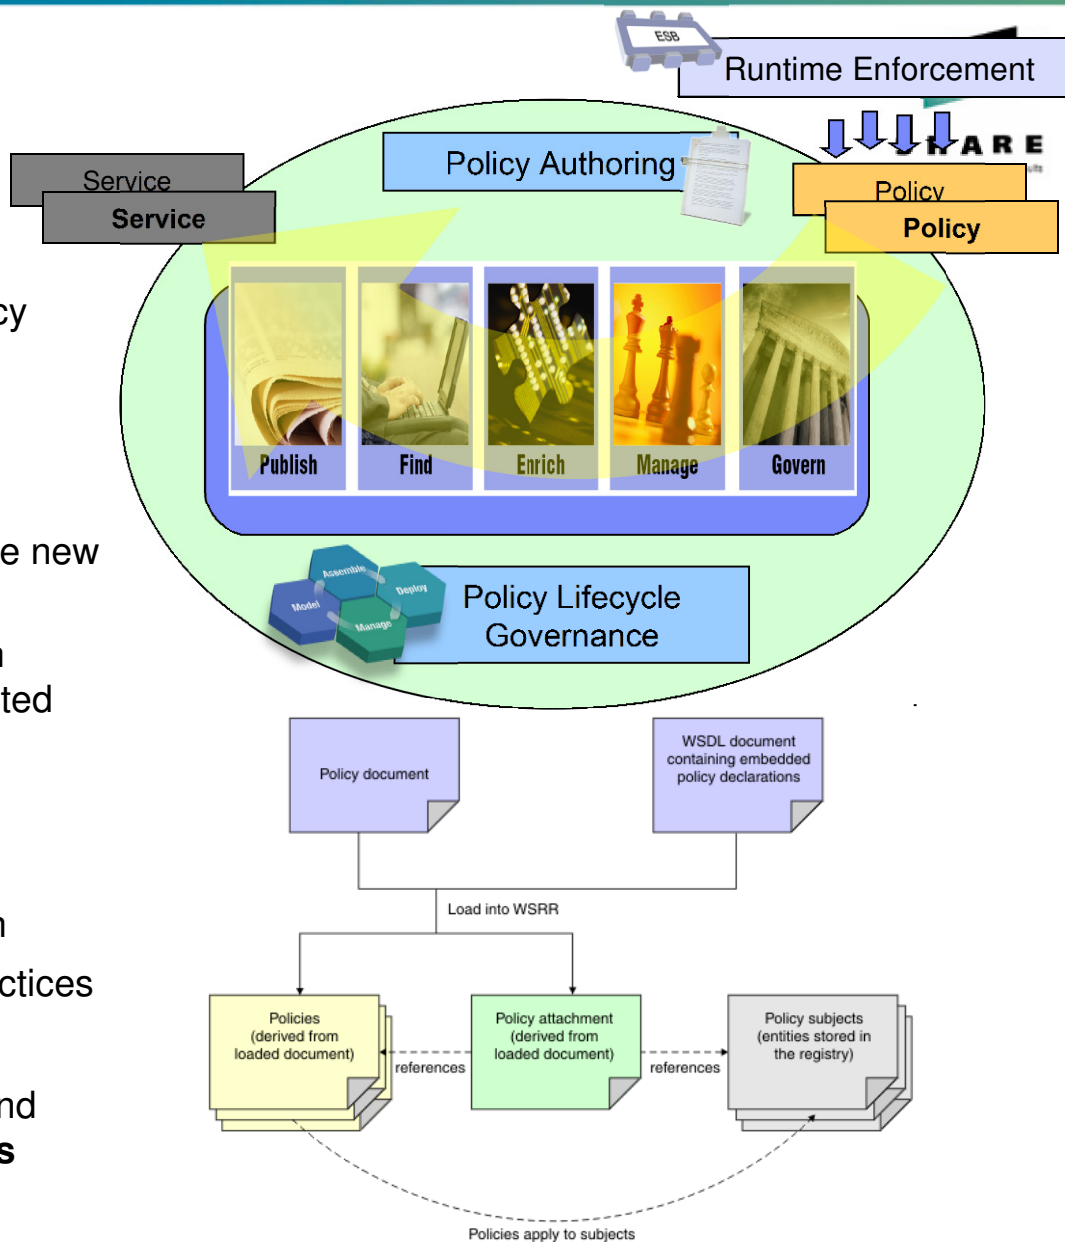 ESB
Runtime Enforcement
SHARE
Policy Authoring
Service
Service
Policy
Policy
cy
Publish
Find
Enrich
Manage
Govern
e new
Assemble
Deploy
Model
Manage
Policy Lifecycle
Governance
n
ted
Policy document
WSDL document
containing embedded
policy declarations
Load into WSRR
n
ctices
Policies
(derived from
loaded document)
Policy attachment
(derived from
loaded document)
Policy subjects
(entities stored in
the registry)
references
references
nd
s
Policies apply to subjects